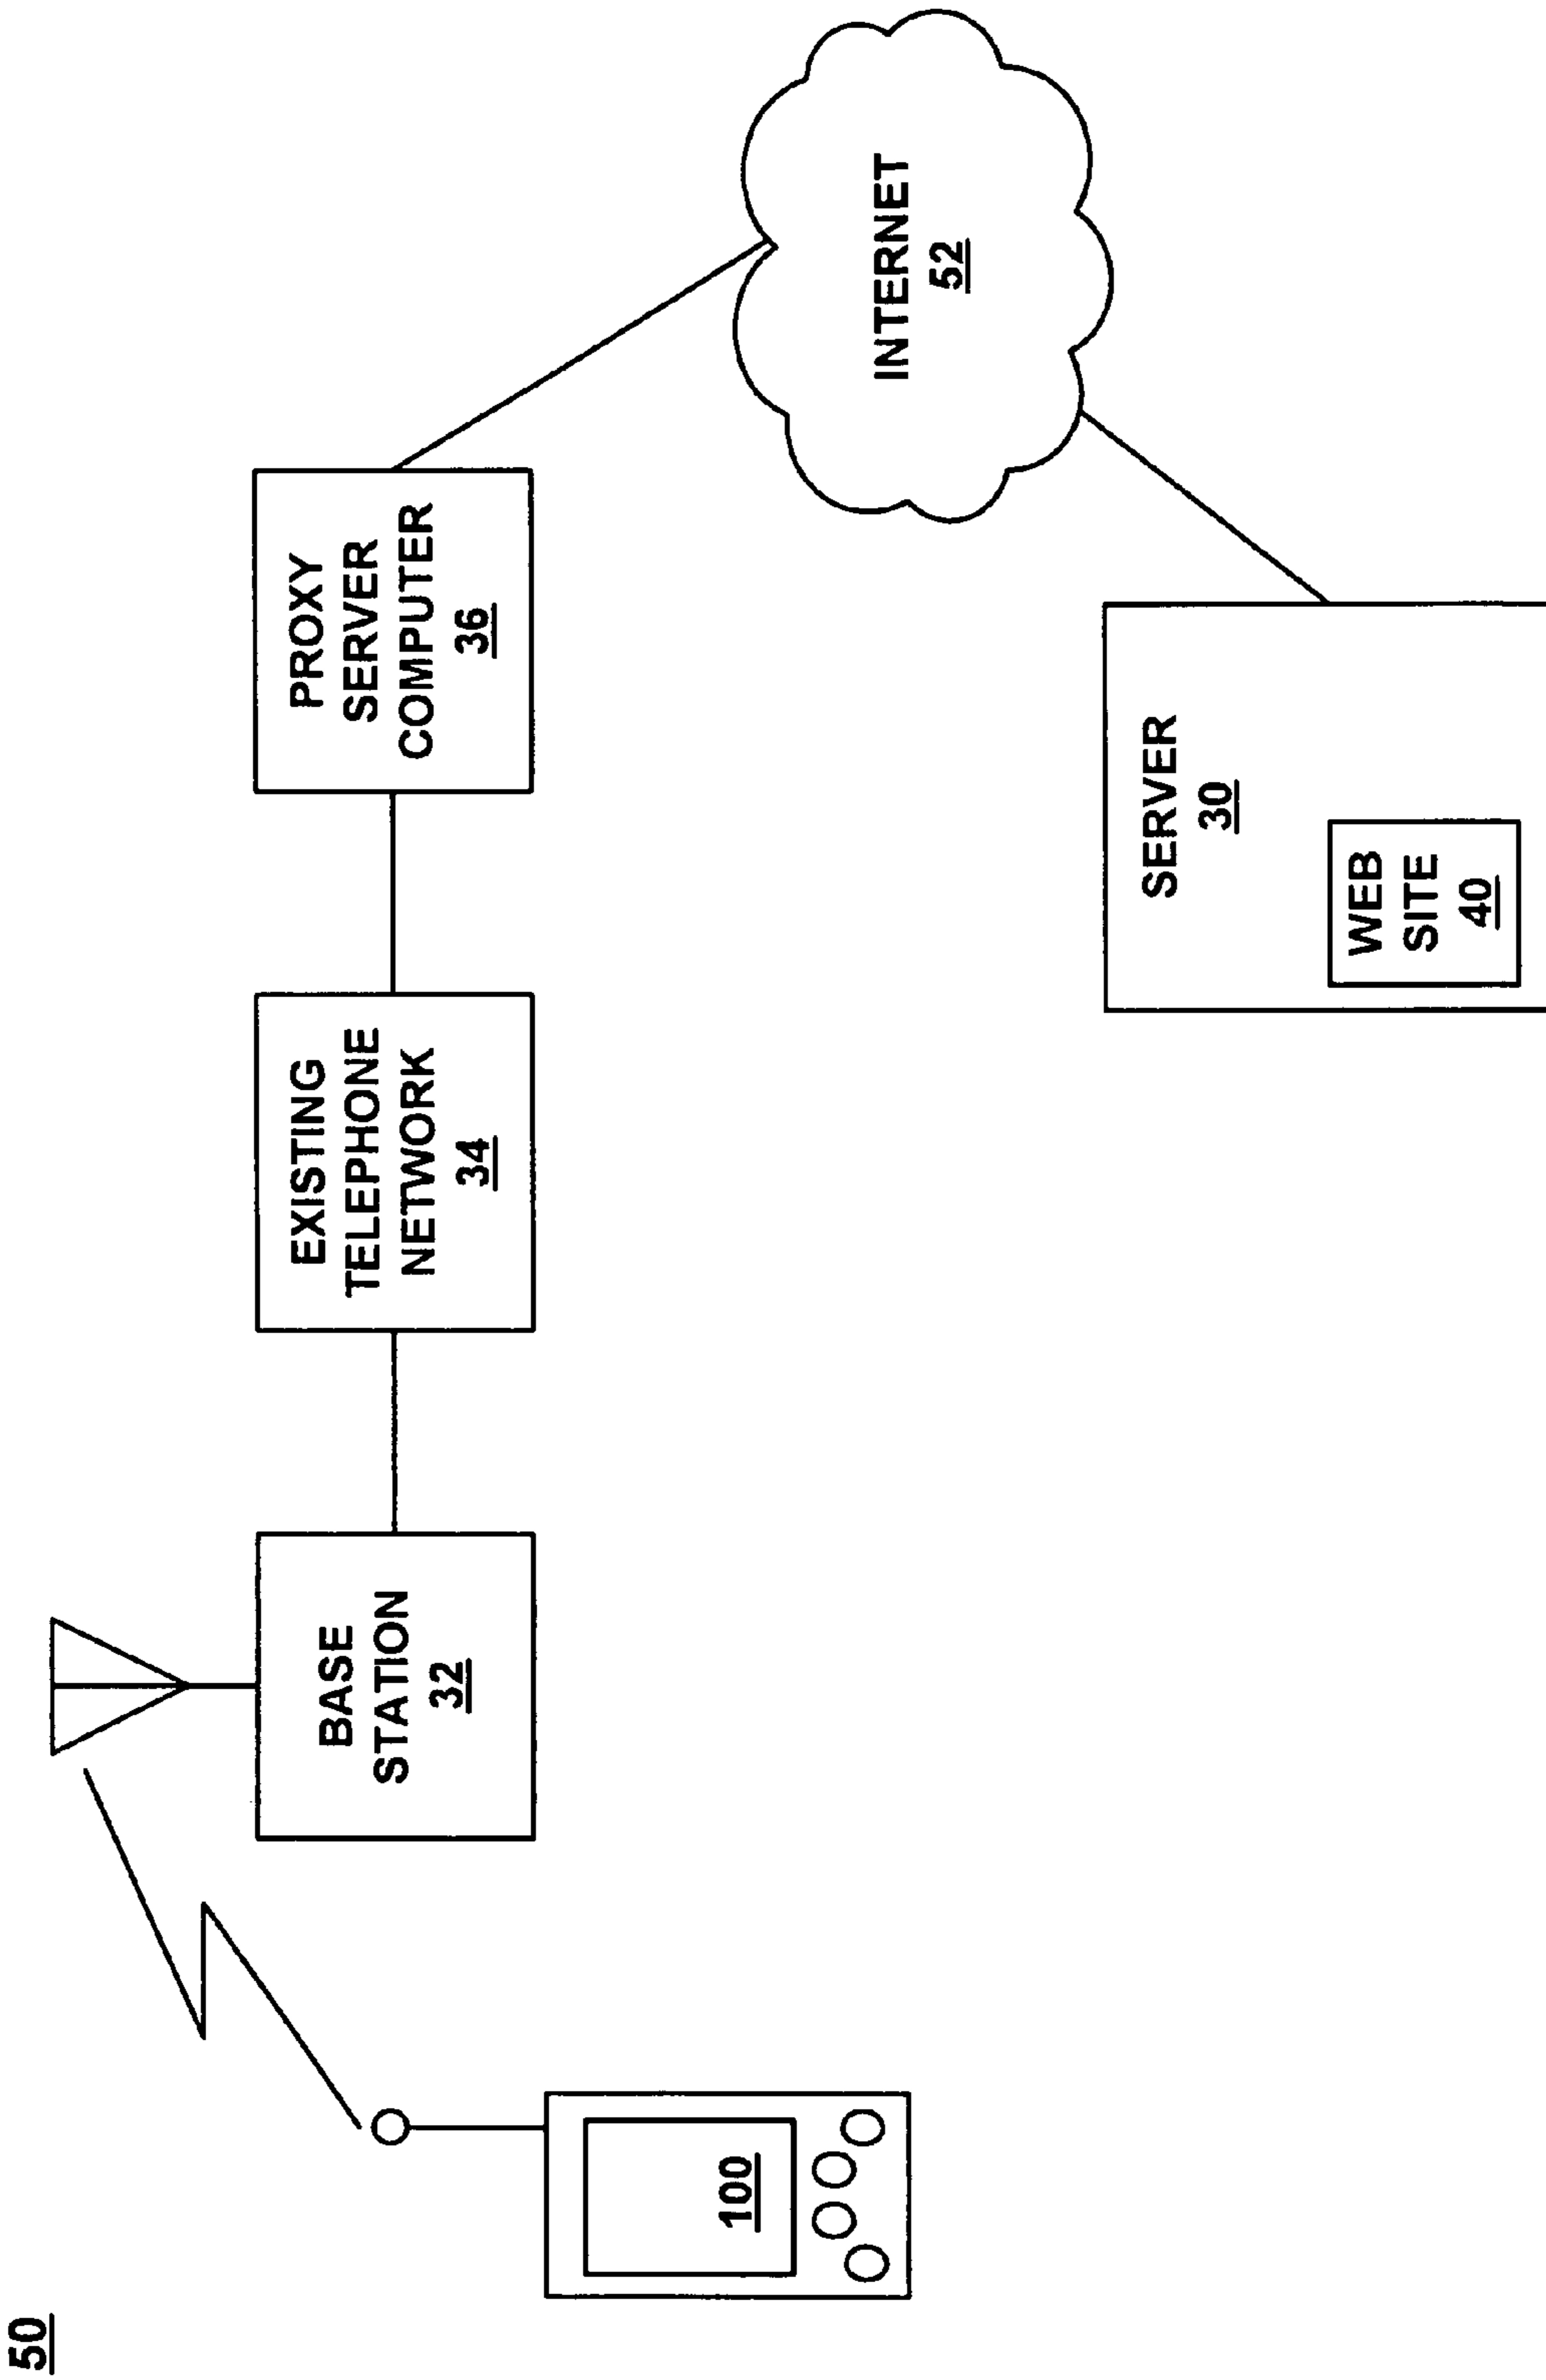 50
100
BASE
STATION
32
EXISTING
TELEPHONE
NETWORK
34
PROXY
SERVER
COMPUTER
36
INTERNET
52
SERVER
30
WEB
SITE
40